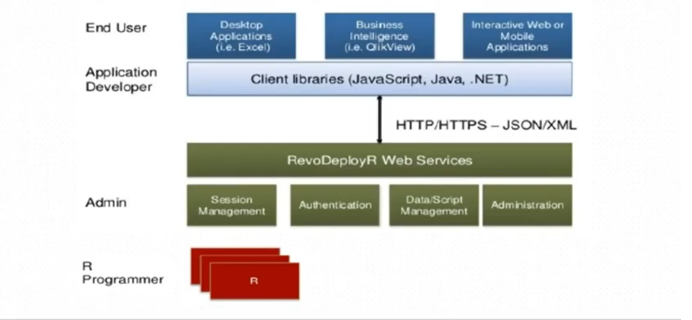 End User
Desktop
Applications
(i.e. Excel)
Business
Intelligence
(i.e. QlikView)
Interactive Web or
Mobile
Applications
Application
Developer
Client libraries (JavaScript, Java, .NET)
HTTP/HTTPS – JSON/XML
RevoDeployR Web Services
Admin
Session
Management
Authentication
Data/Script
Management
Administration
R
Programmer
R